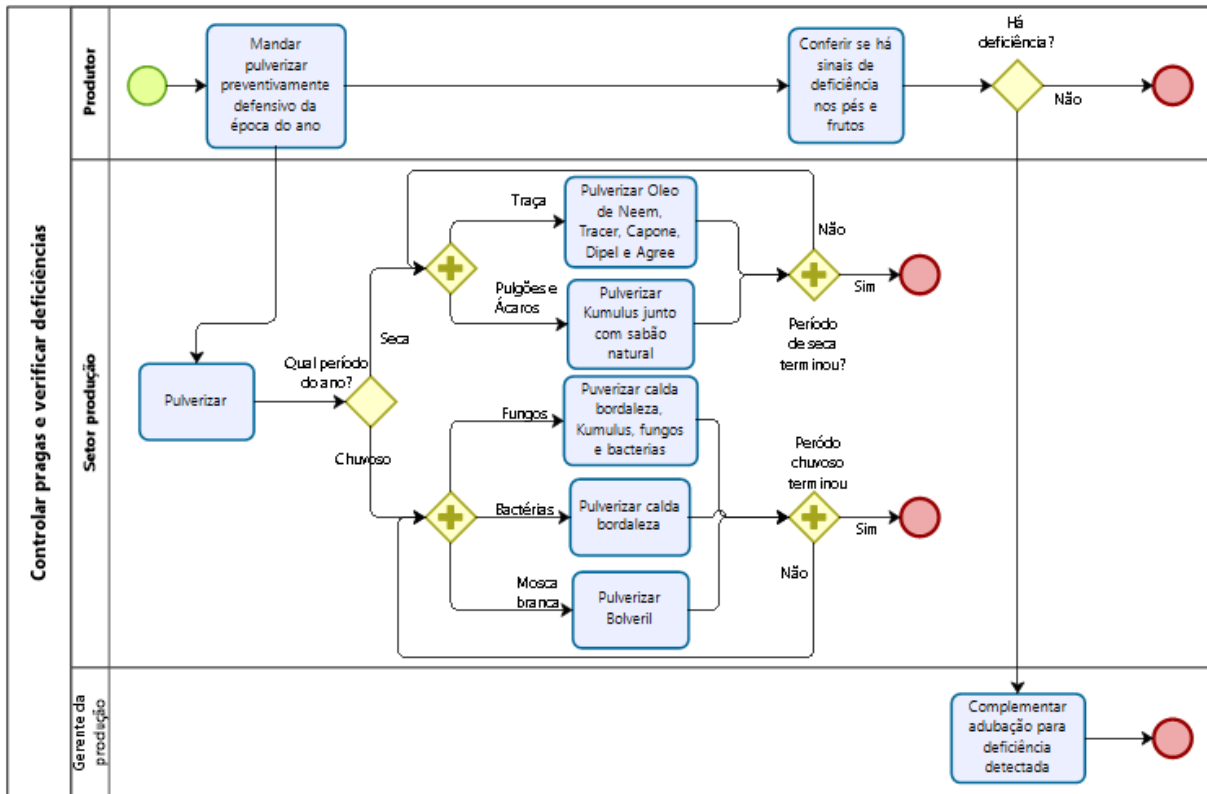 Controlar pragas e verificar deficiências
Produtor
Mandar
pulverizar
preventivamente
defensivo da
época do ano
Conferir se há
sinais de
deficiência
nos pés e
frutos
Há
deficiência?
Não
Setor produção
Pulverizar
Qual período
do ano?
Seca
Chuvoso
Traça
Pulverizar Oleo
de Neem,
Tracer, Capone,
Dipel e Agree
Pulgões e
Ácaros
Pulverizar
Kumulus junto
com sabão
natural
Não
Sim
Período
de seca
terminou?
Fungos
Puverizar calda
bordaleza,
Kumulus, fungos
e bacterias
Bactérias
Pulverizar calda
bordaleza
Mosca
branca
Pulverizar
Bolveril
Peródo
chuvoso
terminou
Sim
Não
Gerente da
produção
Complementar
adubação para
deficiência
detectada